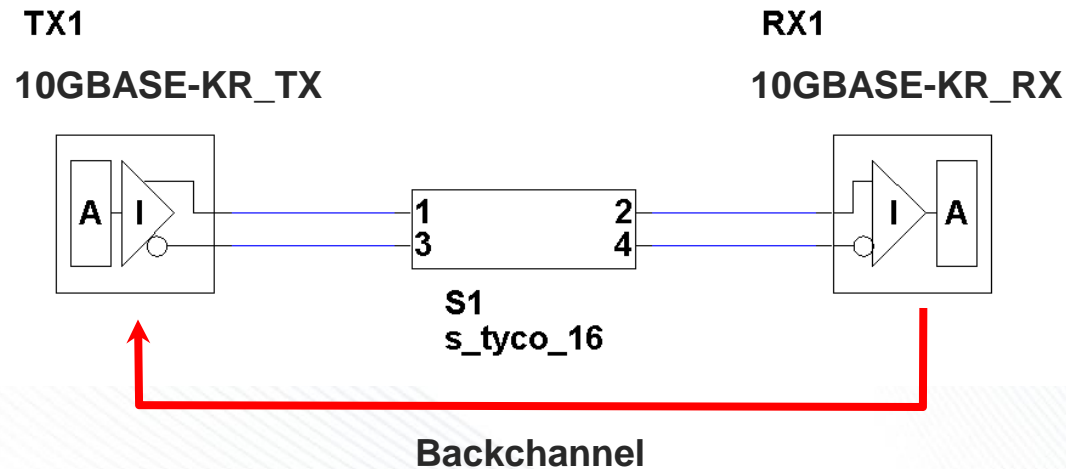 TX1
RX1
10GBASE-KR_TX
10GBASE-KR_RX
A
I
1
3
2
4
I
A
S1
s_tyco_16
Backchannel